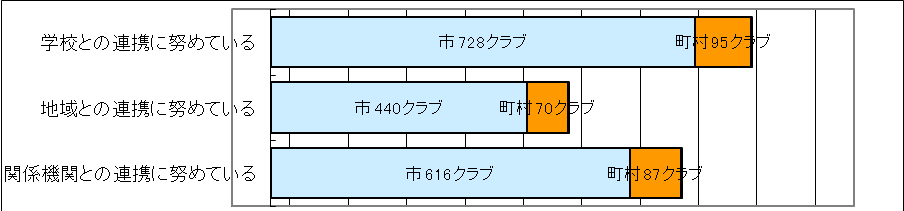 学校との連携に努めている 市728クラブ 町村95クラブ
地域との連携に努めている 市440クラブ 町村70クラブ
関係機関との連携に努めている 市616クラブ 町村87クラブ